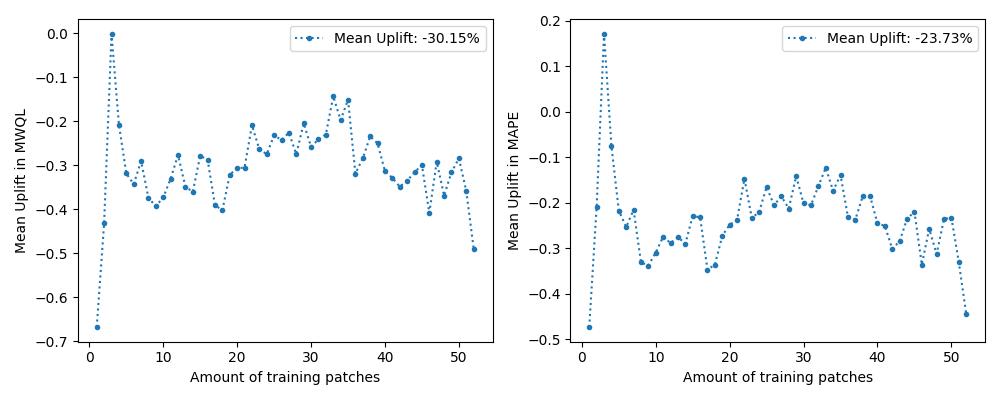 Mean Uplift: -30.15%
0.0
−0.1
−0.2
−0.3
−0.4
−0.5
−0.6
−0.7
Mean Uplift in MWQL
0 10 20 30 40 50
Amount of training patches
Mean Uplift: -23.73%
0.2
0.1
0.0
−0.1
−0.2
−0.3
−0.4
−0.5
Mean Uplift in MAPE
0 10 20 30 40 50
Amount of training patches